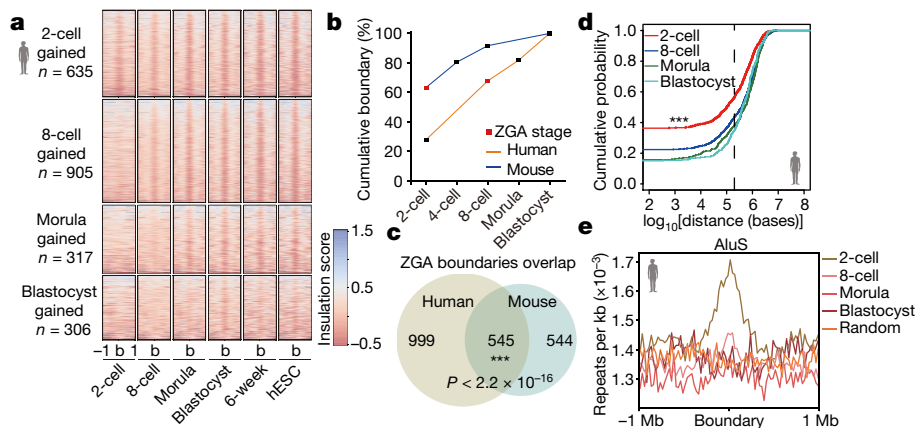 a
2-cell
gained
n = 635
8-cell
gained
n = 905
Morula
gained
n = 317
Blastocyst
gained
n = 306
−1 b 1
b
b
b
b
b
2-cell
8-cell
Morula
Blastocyst
6-week
hESC
Insulation score
1.5
−0.5
b
Cumulative boundary (%)
100
80
60
40
20
0
ZGA stage
Human
Mouse
2-cell
4-cell
8-cell
Morula
Blastocyst
c
ZGA boundaries overlap
Human
Mouse
999
545
544
***
P < 2.2 × 10−16
d
Cumulative probability
1.0
0.8
0.6
0.4
0.2
0.0
2-cell
8-cell
Morula
Blastocyst
***
2
3
4
5
6
7
8
log10[distance (bases)]
e
AluS
Repeats per kb (×10−3)
1.7
1.6
1.5
1.4
1.3
2-cell
8-cell
Morula
Blastocyst
Random
−1 Mb
Boundary
1 Mb